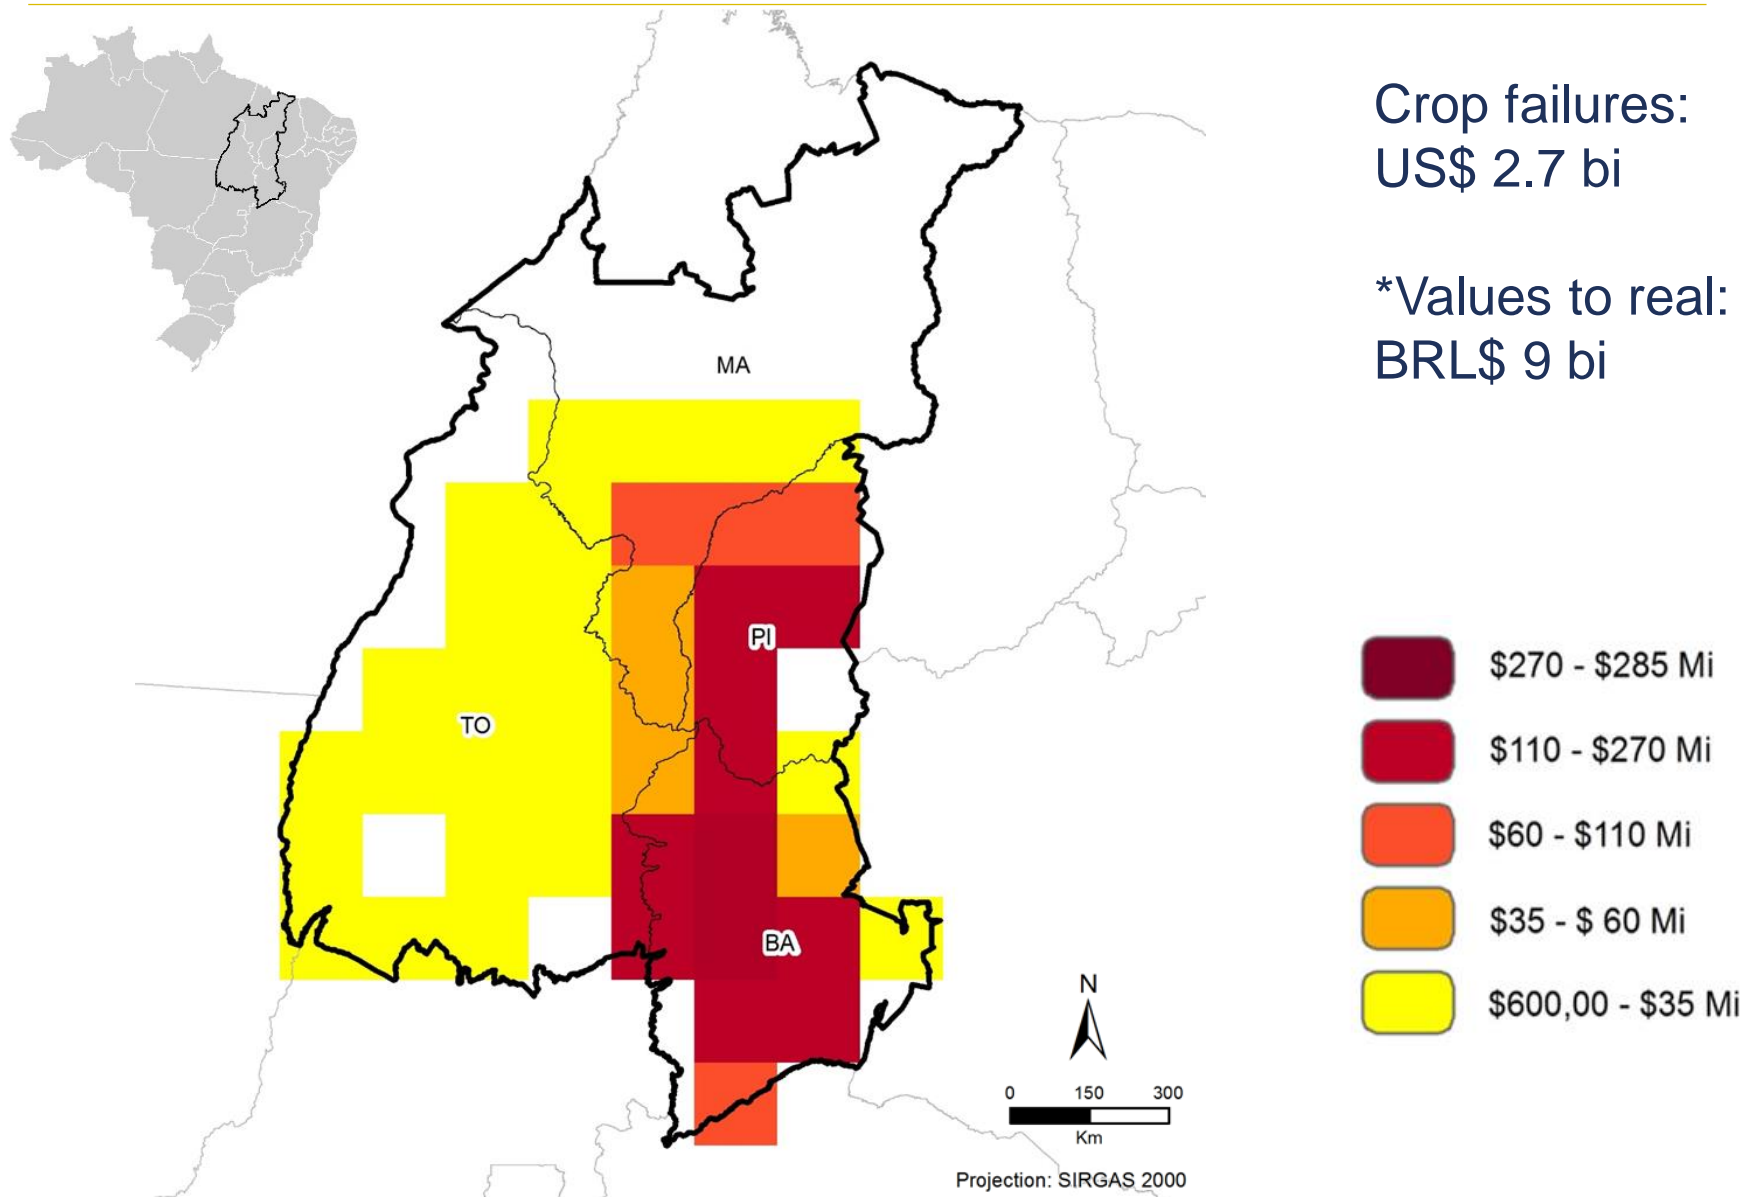 Crop failures:
US$ 2.7 bi
*Values to real:
BRL$ 9 bi
MA
PI
TO
BA
$270 - $285 Mi
$110 - $270 Mi
$60 - $110 Mi
$35 - $ 60 Mi
$600,00 - $35 Mi
N
0 150 300
Km
Projection: SIRGAS 2000